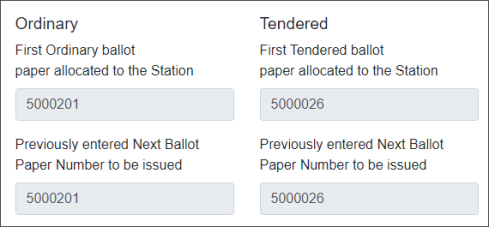 Ordinary
First Ordinary ballot
paper allocated to the Station
5000201
Previously entered Next Ballot
Paper Number to be issued
5000201
Tendered
First Tendered ballot
paper allocated to the Station
5000026
Previously entered Next Ballot
Paper Number to be issued
5000026